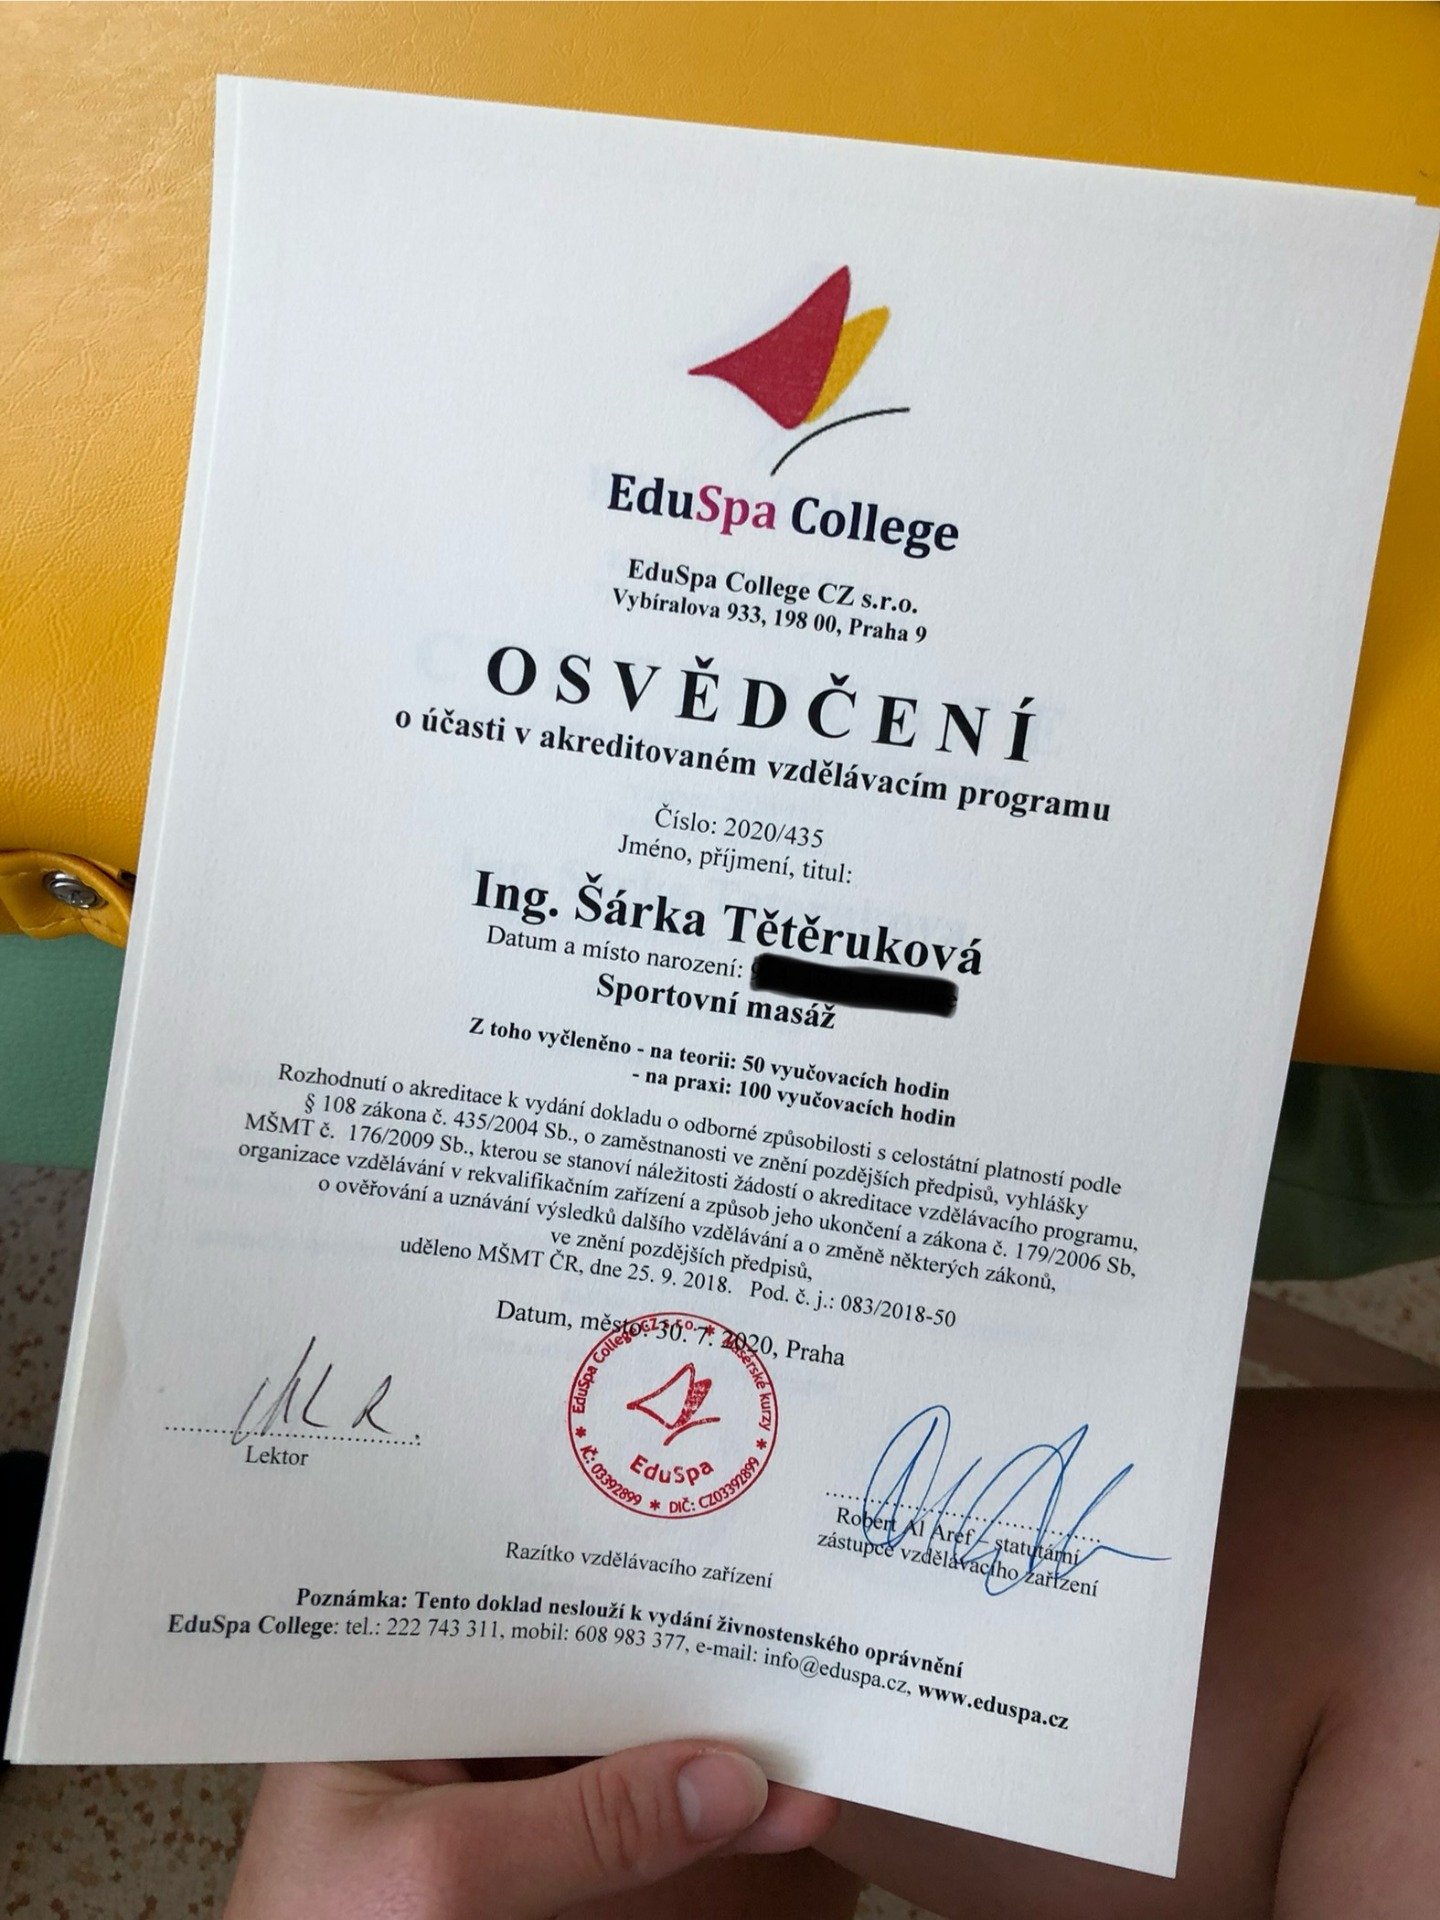 EduSpa College
EduSpa College CZ s.r.o.
Vybíralova 933, 198 00, Praha 9
OSVĚDČENÍ
o účasti v akreditovaném vzdělávacím programu
Číslo: 2020/435
Jméno, příjmení, titul:
Ing. Šárka Tětěruková
Datum a místo narození:
Sportovní masáž
Z toho vyčleněno - na teorii: 50 vyučovacích hodin
- na praxi: 100 vyučovacích hodin
Rozhodnutí o akreditace k vydání dokladu o odborné způsobilosti s celostátní platností podle
§ 108 zákona č. 435/2004 Sb., o zaměstnanosti ve znění pozdějších předpisů, vyhlášky
MŠMT č. 176/2009 Sb., kterou se stanoví náležitosti žádostí o akreditace vzdělávacího programu,
organizace vzdělávání v rekvalifikačním zařízení a způsob jeho ukončení a zákona č. 179/2006 Sb,
o ověřování a uznávání výsledků dalšího vzdělávání a o změně některých zákonů,
ve znění pozdějších předpisů,
uděleno MŠMT ČR, dne 25. 9. 2018. Pod. č. j.: 083/2018-50
Datum, město: 30. 7. 2020, Praha
EduSpa College CZ s.r.o. * Masérské kurzy *
EduSpa
IČ: 03392899 * DIČ: CZ03392899
Lektor
Robert Al Aref – statutární
zástupce vzdělávacího zařízení
Razítko vzdělávacího zařízení
Poznámka: Tento doklad neslouží k vydání živnostenského oprávnění
EduSpa College: tel.: 222 743 311, mobil: 608 983 377, e-mail: info@eduspa.cz, www.eduspa.cz